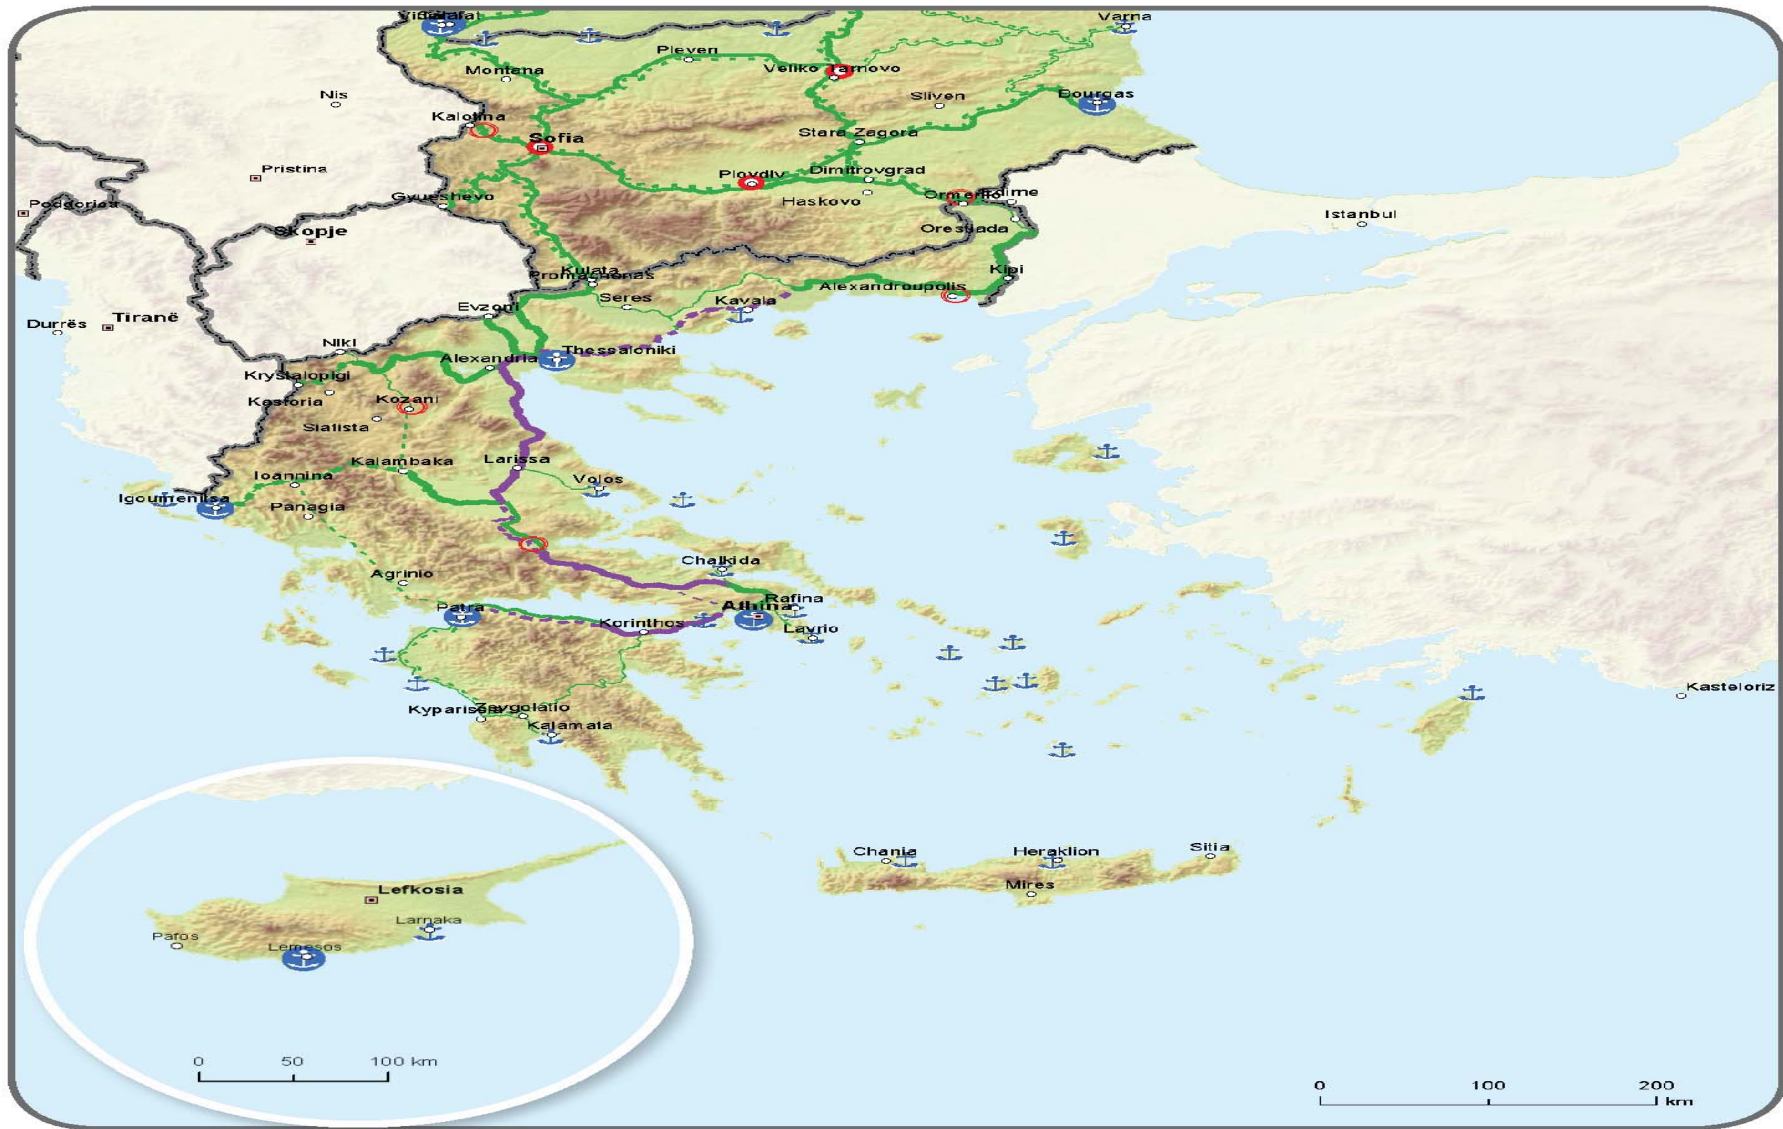 Varna
Pleven
Montana
Veliko Tarnovo
Nis
Sliven
Bourgas
Kalotina
Sofia
Stara Zagora
Pristina
Plovdiv
Dimitrovgrad
Podgorica
Gyueshevo
Haskovo
Ormenio
Edirne
Istanbul
Skopje
Orestiada
Kulata
Promachonas
Kipi
Seres
Kavala
Alexandroupolis
Evzoni
Durrës
Tiranë
Niki
Alexandria
Thessaloniki
Krystalopigi
Kastoria
Kozani
Siatista
Kalambaka
Larissa
Ioannina
Volos
Igoumenitsa
Panagia
Chalkida
Agrinio
Patra
Athina
Rafina
Korinthos
Lavrio
Kasteloriz
Zevgolatio
Kalamata
Chania
Heraklion
Sitia
Mires
Lefkosia
Larnaka
Pafos
Lemesos
0 50 100 km
0 100 200
km